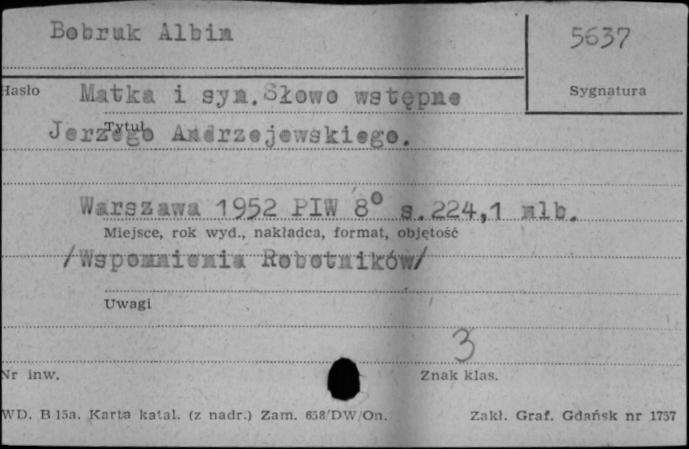 Bobruk Albin
5637
Hasło
Sygnatura
Matka i syn. Słowo wstępne
Tytuł
Jerzego Andrzejewskiego.
Warszawa 1952 PIW 8° s.224,1 nlb.
Miejsce, rok wyd., nakładca, format, objętość
/Wspomnienia Robotników/
Uwagi
3
Nr inw.
Znak klas.
WD. B 15a. Karta katal. (z nadr.) Zam. 658/DW/On.
Zakł. Graf. Gdańsk nr 1757